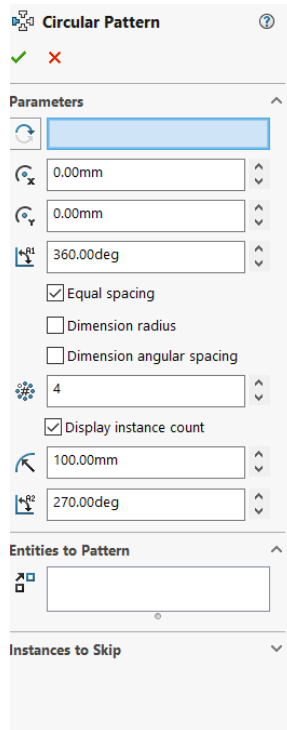 Circular Pattern
Parameters
0.00mm
0.00mm
360.00deg
Equal spacing
Dimension radius
Dimension angular spacing
4
Display instance count
100.00mm
270.00deg
Entities to Pattern
Instances to Skip